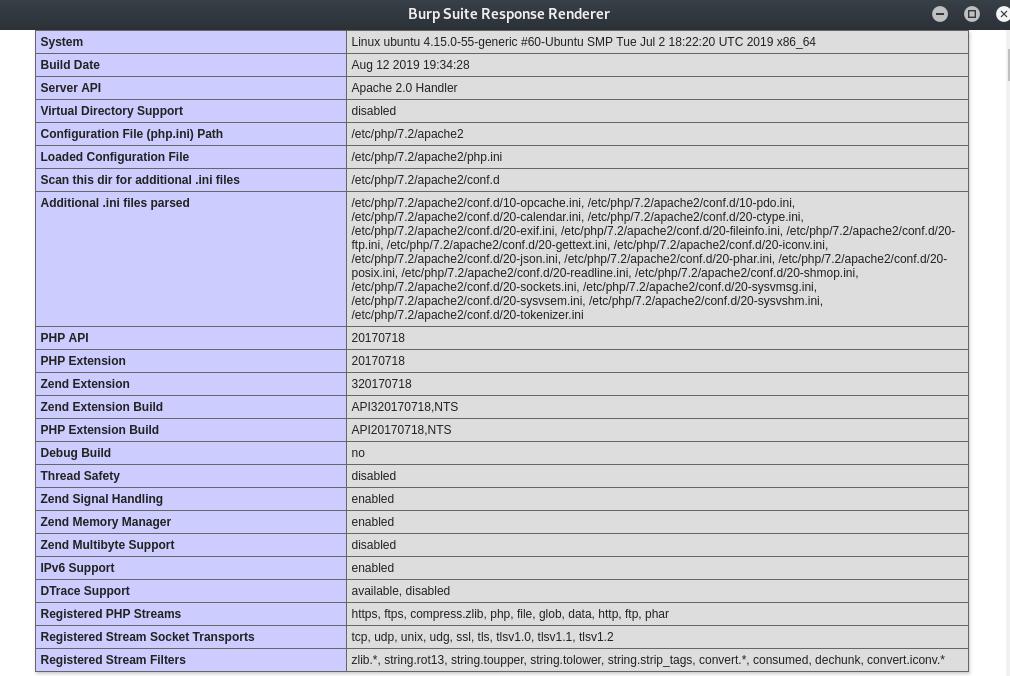 Burp Suite Response Renderer
System Linux ubuntu 4.15.0-55-generic #60-Ubuntu SMP Tue Jul 2 18:22:20 UTC 2019 x86_64
Build Date Aug 12 2019 19:34:28
Server API Apache 2.0 Handler
Virtual Directory Support disabled
Configuration File (php.ini) Path /etc/php/7.2/apache2
Loaded Configuration File /etc/php/7.2/apache2/php.ini
Scan this dir for additional .ini files /etc/php/7.2/apache2/conf.d
Additional .ini files parsed /etc/php/7.2/apache2/conf.d/10-opcache.ini, /etc/php/7.2/apache2/conf.d/10-pdo.ini,
/etc/php/7.2/apache2/conf.d/20-calendar.ini, /etc/php/7.2/apache2/conf.d/20-ctype.ini,
/etc/php/7.2/apache2/conf.d/20-exif.ini, /etc/php/7.2/apache2/conf.d/20-fileinfo.ini, /etc/php/7.2/apache2/conf.d/20-
ftp.ini, /etc/php/7.2/apache2/conf.d/20-gettext.ini, /etc/php/7.2/apache2/conf.d/20-iconv.ini,
/etc/php/7.2/apache2/conf.d/20-json.ini, /etc/php/7.2/apache2/conf.d/20-phar.ini, /etc/php/7.2/apache2/conf.d/20-
posix.ini, /etc/php/7.2/apache2/conf.d/20-readline.ini, /etc/php/7.2/apache2/conf.d/20-shmop.ini,
/etc/php/7.2/apache2/conf.d/20-sockets.ini, /etc/php/7.2/apache2/conf.d/20-sysvmsg.ini,
/etc/php/7.2/apache2/conf.d/20-sysvsem.ini, /etc/php/7.2/apache2/conf.d/20-sysvshm.ini,
/etc/php/7.2/apache2/conf.d/20-tokenizer.ini
PHP API 20170718
PHP Extension 20170718
Zend Extension 320170718
Zend Extension Build API320170718,NTS
PHP Extension Build API20170718,NTS
Debug Build no
Thread Safety disabled
Zend Signal Handling enabled
Zend Memory Manager enabled
Zend Multibyte Support disabled
IPv6 Support enabled
DTrace Support available, disabled
Registered PHP Streams https, ftps, compress.zlib, php, file, glob, data, http, ftp, phar
Registered Stream Socket Transports tcp, udp, unix, udg, ssl, tls, tlsv1.0, tlsv1.1, tlsv1.2
Registered Stream Filters zlib.*, string.rot13, string.toupper, string.tolower, string.strip_tags, convert.*, consumed, dechunk, convert.iconv.*